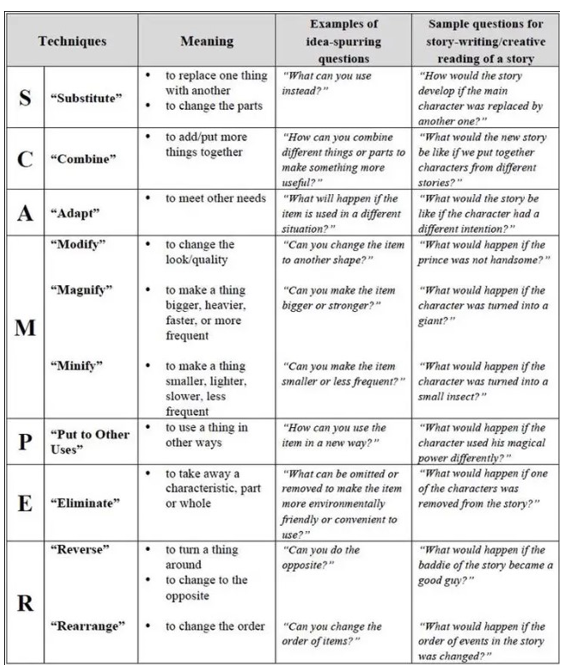 Techniques
Meaning
Examples of
idea-spurring
questions
Sample questions for
story-writing/creative
reading of a story
S
“Substitute”
• to replace one thing
with another
• to change the parts
“What can you use
instead?”
“How would the story
develop if the main
character was replaced by
another one?”
C
“Combine”
• to add/put more
things together
“How can you combine
different things or parts to
make something more
useful?”
“What would the new story
be like if we put together
characters from different
stories?”
A
“Adapt”
• to meet other needs
“What will happen if the
item is used in a different
situation?”
“What would the story be
like if the character had a
different intention?”
M
“Modify”
• to change the
look/quality
“Can you change the item
to another shape?”
“What would happen if the
prince was not handsome?”
“Magnify”
• to make a thing
bigger, heavier,
faster, or more
frequent
“Can you make the item
bigger or stronger?”
“What would happen if the
character was turned into a
giant?”
“Minify”
• to make a thing
smaller, lighter,
slower, less
frequent
“Can you make the item
smaller or less frequent?”
“What would happen if the
character was turned into a
small insect?”
P
“Put to Other
Uses”
• to use a thing in
other ways
“How can you use the
item in a new way?”
“What would happen if the
character used his magical
power differently?”
E
“Eliminate”
• to take away a
characteristic, part
or whole
“What can be omitted or
removed to make the item
more environmentally
friendly or convenient to
use?”
“What would happen if one
of the characters was
removed from the story?”
R
“Reverse”
• to turn a thing
around
• to change to the
opposite
“Can you do the
opposite?”
“What would happen if the
baddie of the story became a
good guy?”
“Rearrange”
• to change the order
“Can you change the
order of items?”
“What would happen if the
order of events in the story
was changed?”